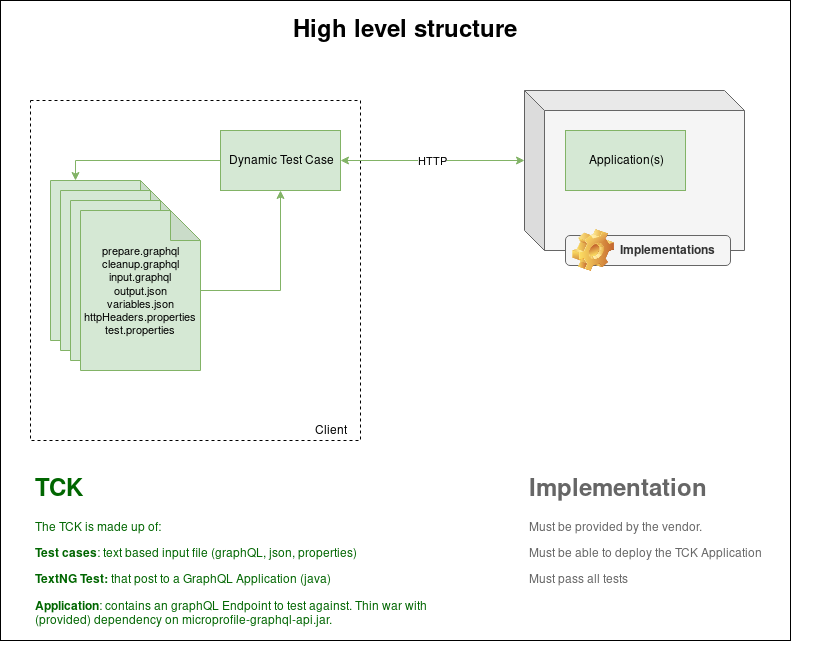 High level structure
Dynamic Test Case
HTTP
Application(s)
Implementations
prepare.graphql
cleanup.graphql
input.graphql
output.json
variables.json
httpHeaders.properties
test.properties
Client
TCK
The TCK is made up of:
Test cases: text based input file (graphQL, json, properties)
TextNG Test: that post to a GraphQL Application (java)
Application: contains an graphQL Endpoint to test against. Thin war with
(provided) dependency on microprofile-graphql-api.jar.
Implementation
Must be provided by the vendor.
Must be able to deploy the TCK Application
Must pass all tests